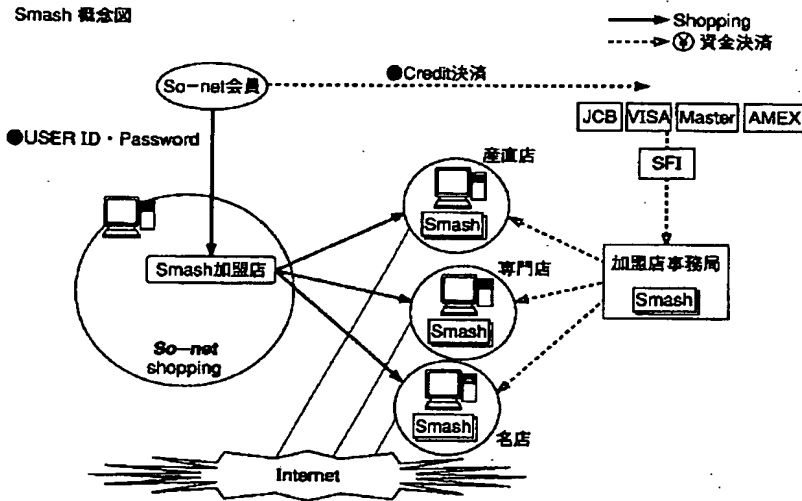 Smash 概念図
Shopping
¥ 資金決済
So-net会員
●Credit決済
JCB
VISA
Master
AMEX
●USER ID・Password
SFI
産直店
Smash
Smash加盟店
専門店
Smash
加盟店事務局
Smash
So-net
shopping
Smash
名店
Internet